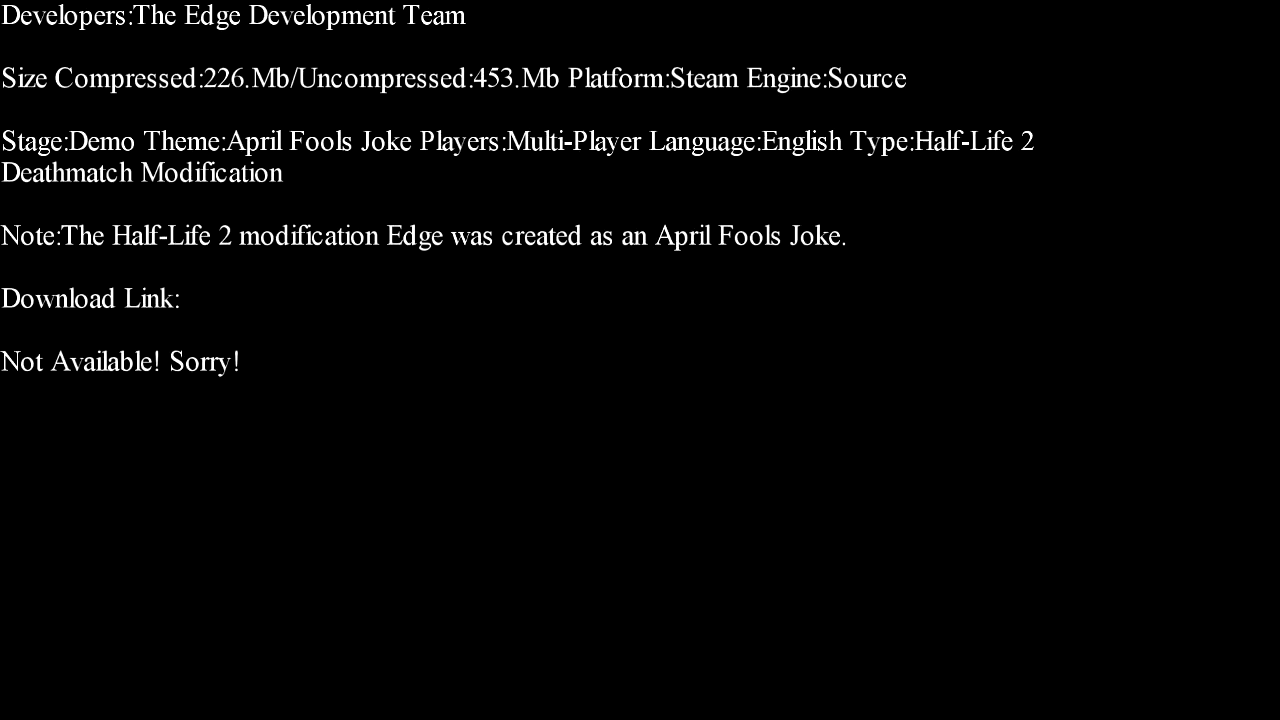 Developers:The Edge Development Team
Size Compressed:226.Mb/Uncompressed:453.Mb Platform:Steam Engine:Source
Stage:Demo Theme:April Fools Joke Players:Multi-Player Language:English Type:Half-Life 2
Deathmatch Modification
Note:The Half-Life 2 modification Edge was created as an April Fools Joke.
Download Link:
Not Available! Sorry!